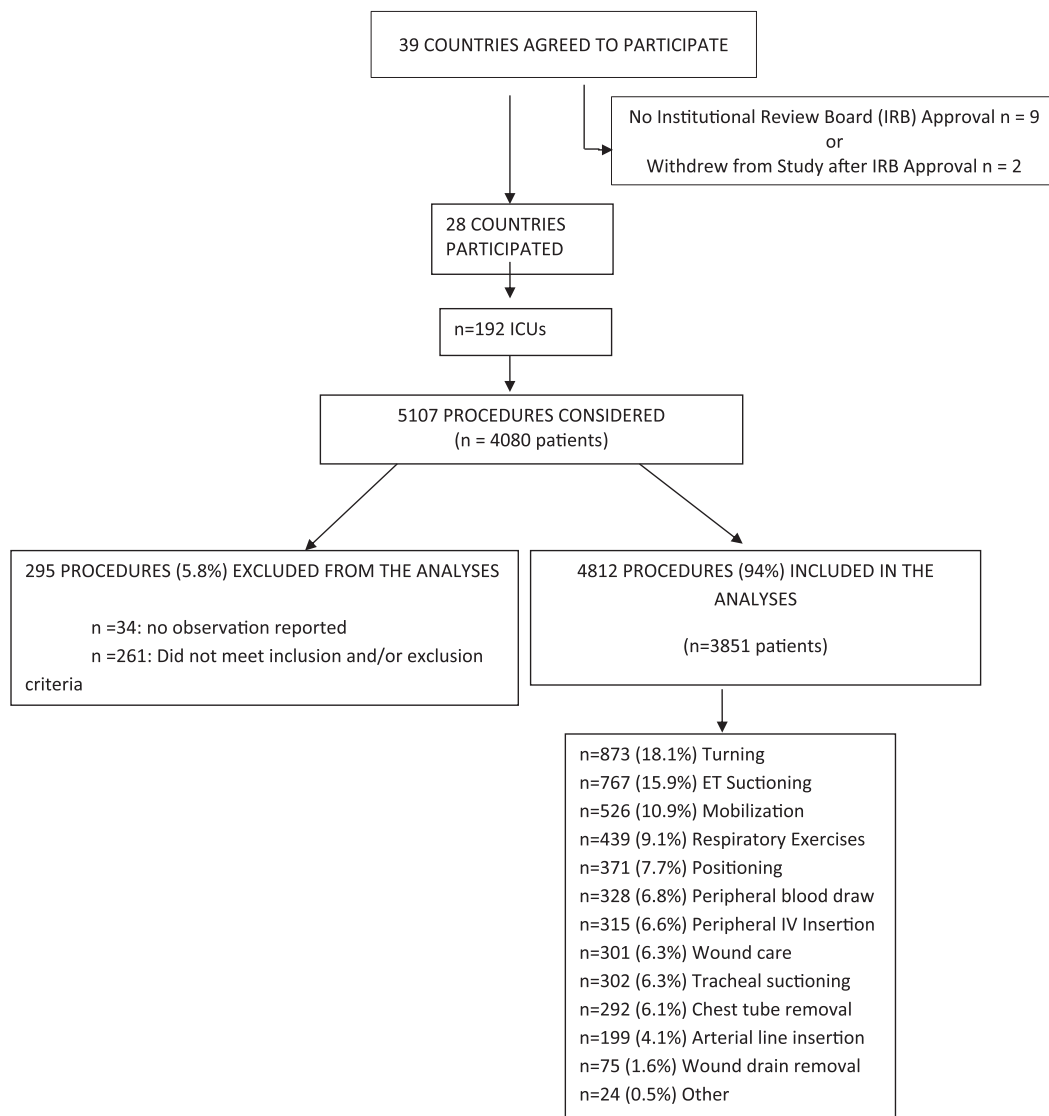 39 COUNTRIES AGREED TO PARTICIPATE
No Institutional Review Board (IRB) Approval n = 9
or
Withdrew from Study after IRB Approval n = 2
28 COUNTRIES
PARTICIPATED
n=192 ICUs
5107 PROCEDURES CONSIDERED
(n = 4080 patients)
295 PROCEDURES (5.8%) EXCLUDED FROM THE ANALYSES
n =34: no observation reported
n =261: Did not meet inclusion and/or exclusion
criteria
4812 PROCEDURES (94%) INCLUDED IN THE
ANALYSES
(n=3851 patients)
n=873 (18.1%) Turning
n=767 (15.9%) ET Suctioning
n=526 (10.9%) Mobilization
n=439 (9.1%) Respiratory Exercises
n=371 (7.7%) Positioning
n=328 (6.8%) Peripheral blood draw
n=315 (6.6%) Peripheral IV Insertion
n=301 (6.3%) Wound care
n=302 (6.3%) Tracheal suctioning
n=292 (6.1%) Chest tube removal
n=199 (4.1%) Arterial line insertion
n=75 (1.6%) Wound drain removal
n=24 (0.5%) Other